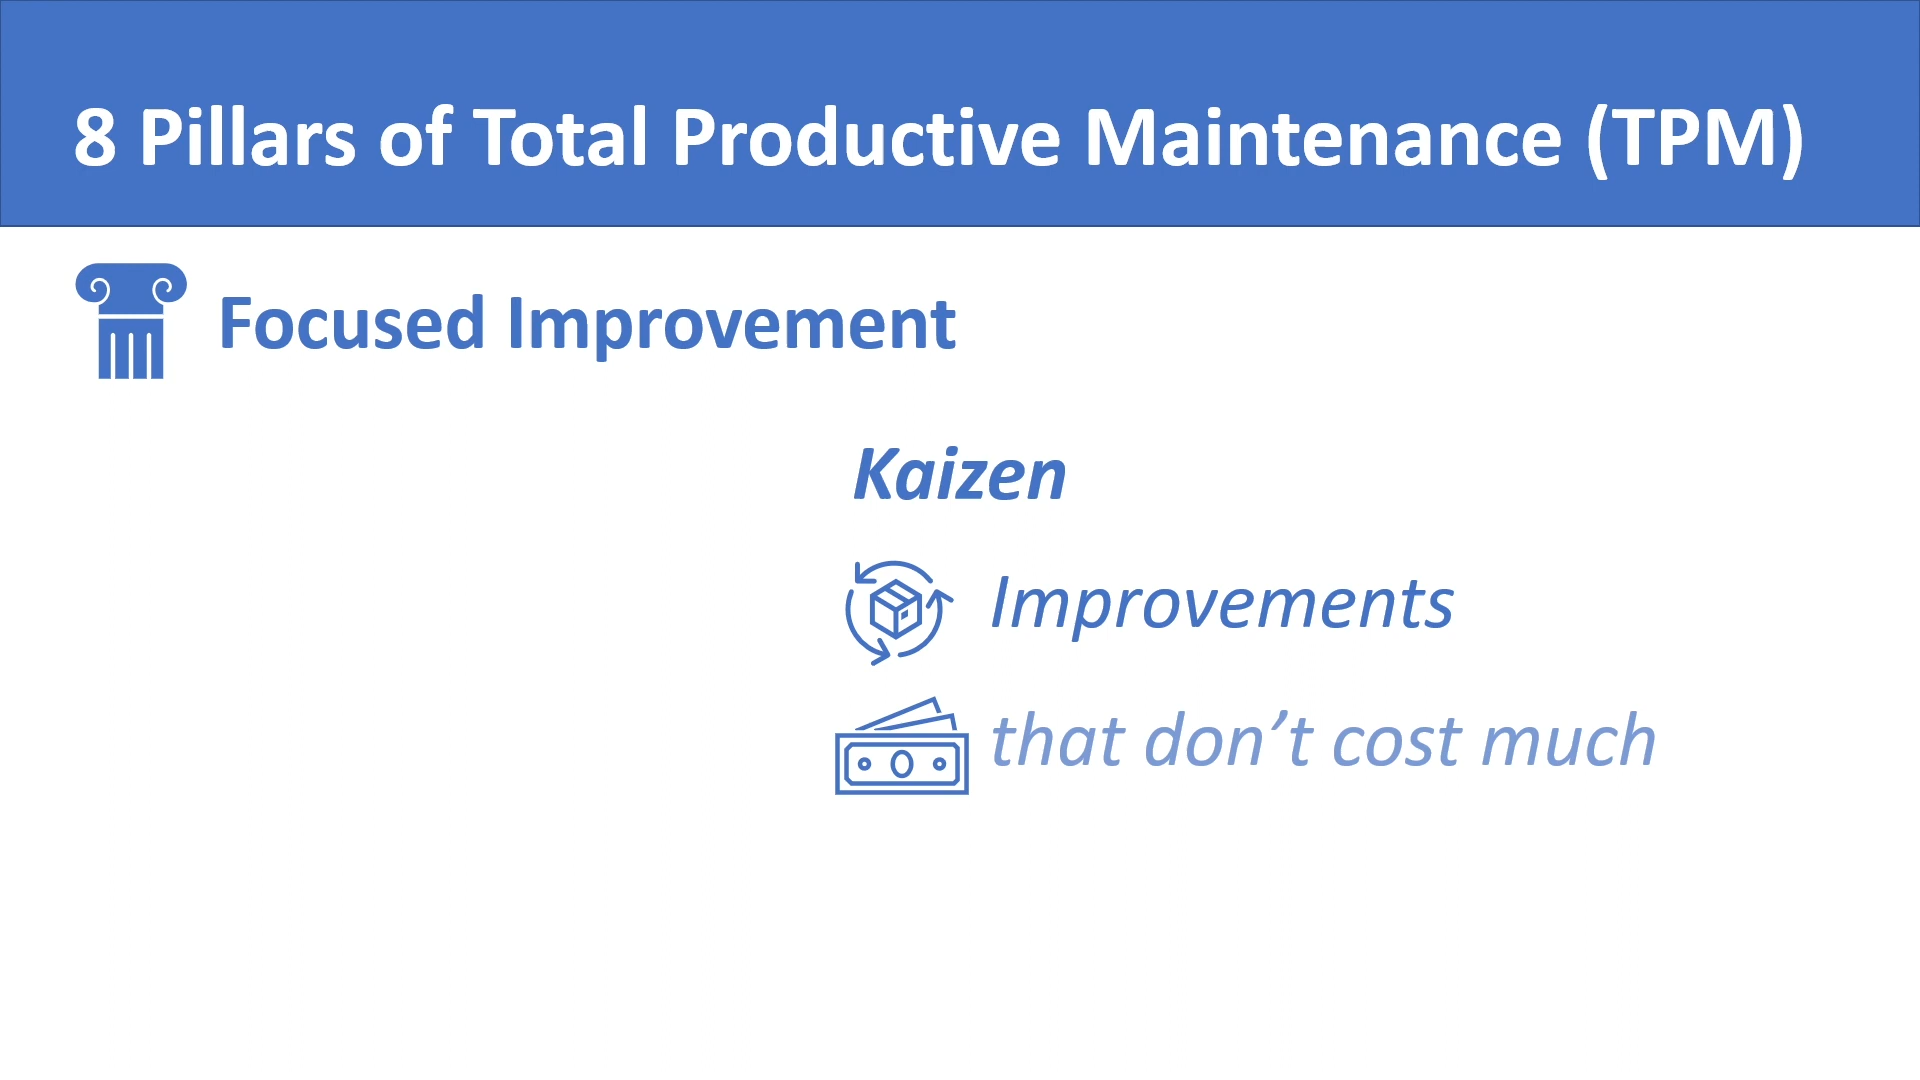 8 Pillars of Total Productive Maintenance (TPM)
Focused Improvement
Kaizen
Improvements
that don’t cost much